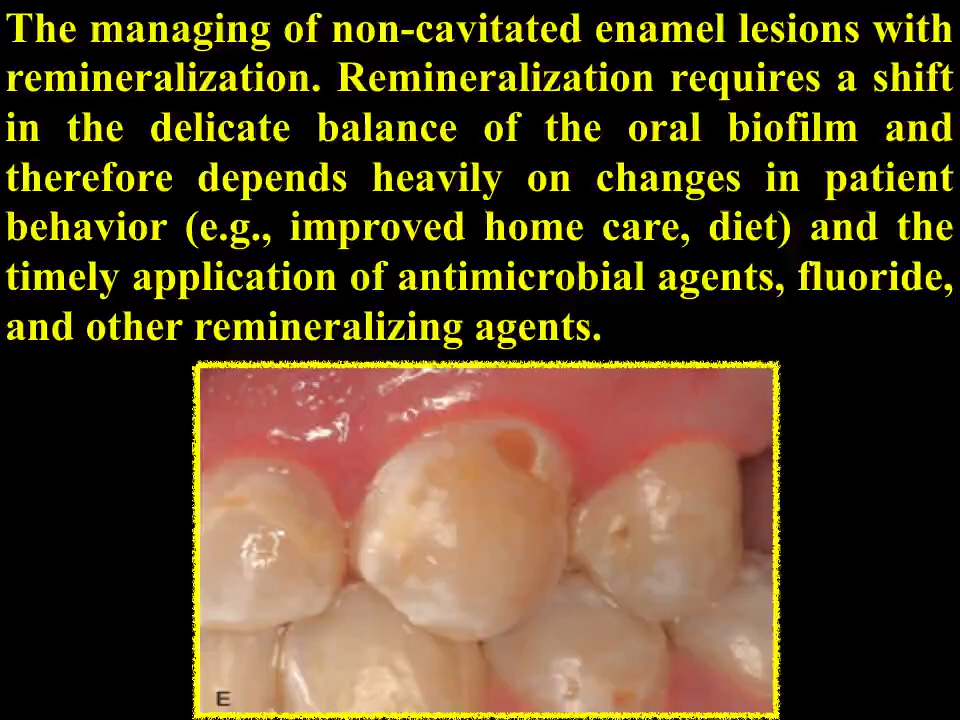 The managing of non-cavitated enamel lesions with
remineralization. Remineralization requires a shift
in the delicate balance of the oral biofilm and
therefore depends heavily on changes in patient
behavior (e.g., improved home care, diet) and the
timely application of antimicrobial agents, fluoride,
and other remineralizing agents.
E